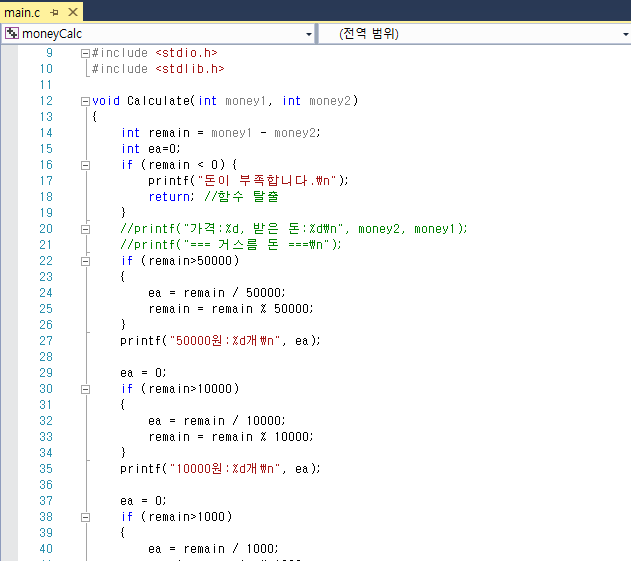 main.c
moneyCalc
(전역 범위)
9 #include <stdio.h>
10 #include <stdlib.h>
11
12 void Calculate(int money1, int money2)
13 {
14 int remain = money1 - money2;
15 int ea=0;
16 if (remain < 0) {
17 printf("돈이 부족합니다.₩n");
18 return; //함수 탈출
19 }
20 //printf("가격:%d, 받은 돈:%d₩n", money2, money1);
21 //printf("=== 거스름 돈 ===₩n");
22 if (remain>50000)
23 {
24 ea = remain / 50000;
25 remain = remain % 50000;
26 }
27 printf("50000원:%d개₩n", ea);
28
29 ea = 0;
30 if (remain>10000)
31 {
32 ea = remain / 10000;
33 remain = remain % 10000;
34 }
35 printf("10000원:%d개₩n", ea);
36
37 ea = 0;
38 if (remain>1000)
39 {
40 ea = remain / 1000;